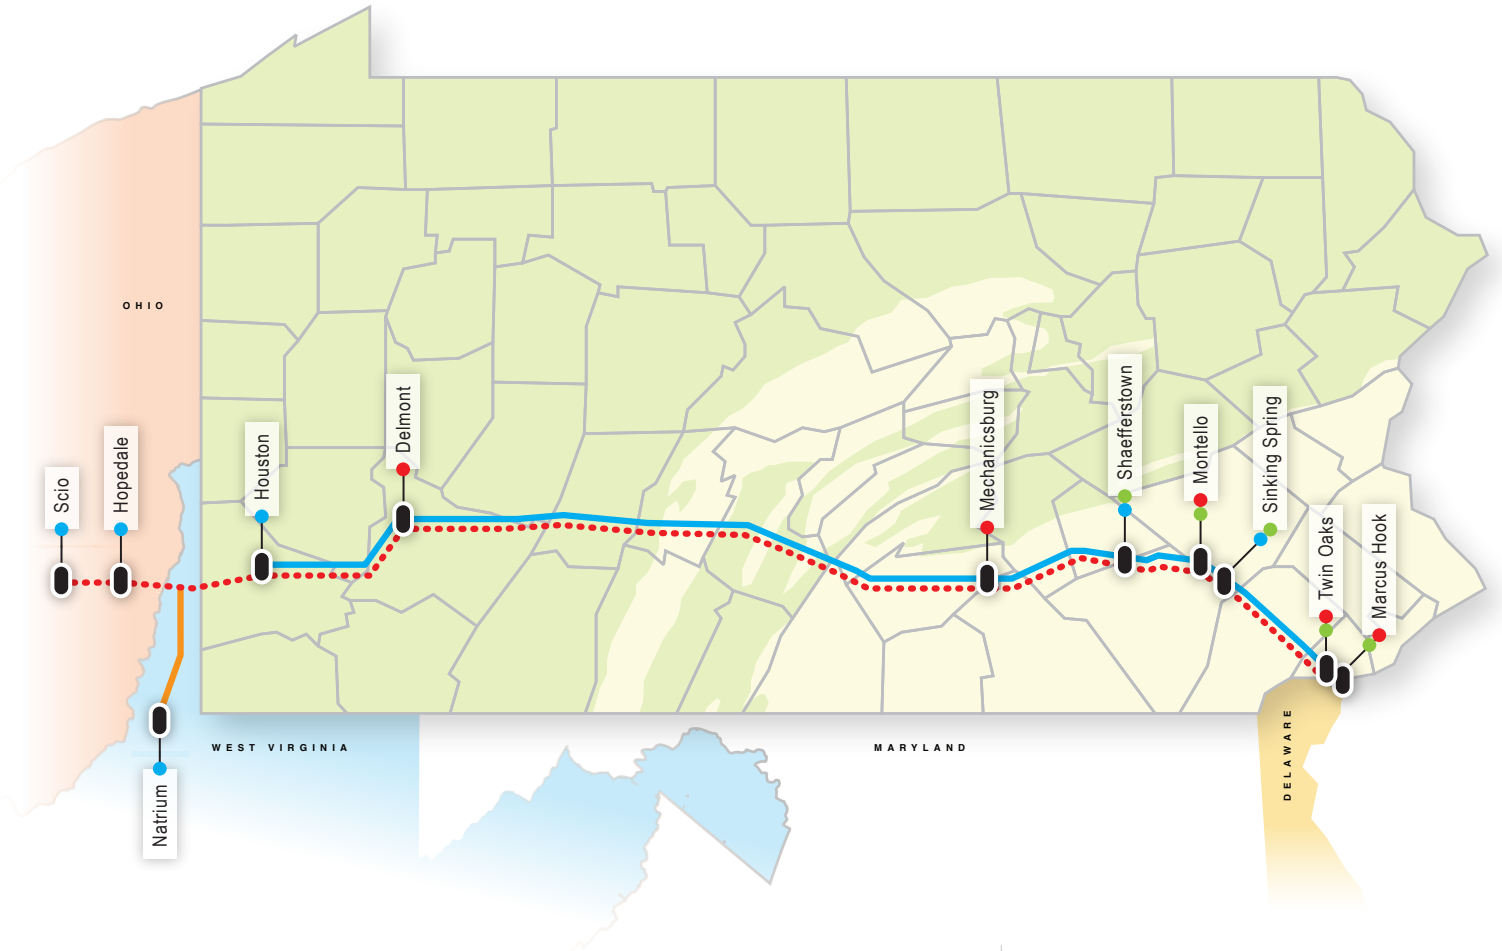 OHIO
Scio
Hopedale
Houston
Delmont
Mechanicsburg
Shaefferstown
Montello
Sinking Spring
Twin Oaks
Marcus Hook
Natrium
WEST VIRGINIA
MARYLAND
DELAWARE